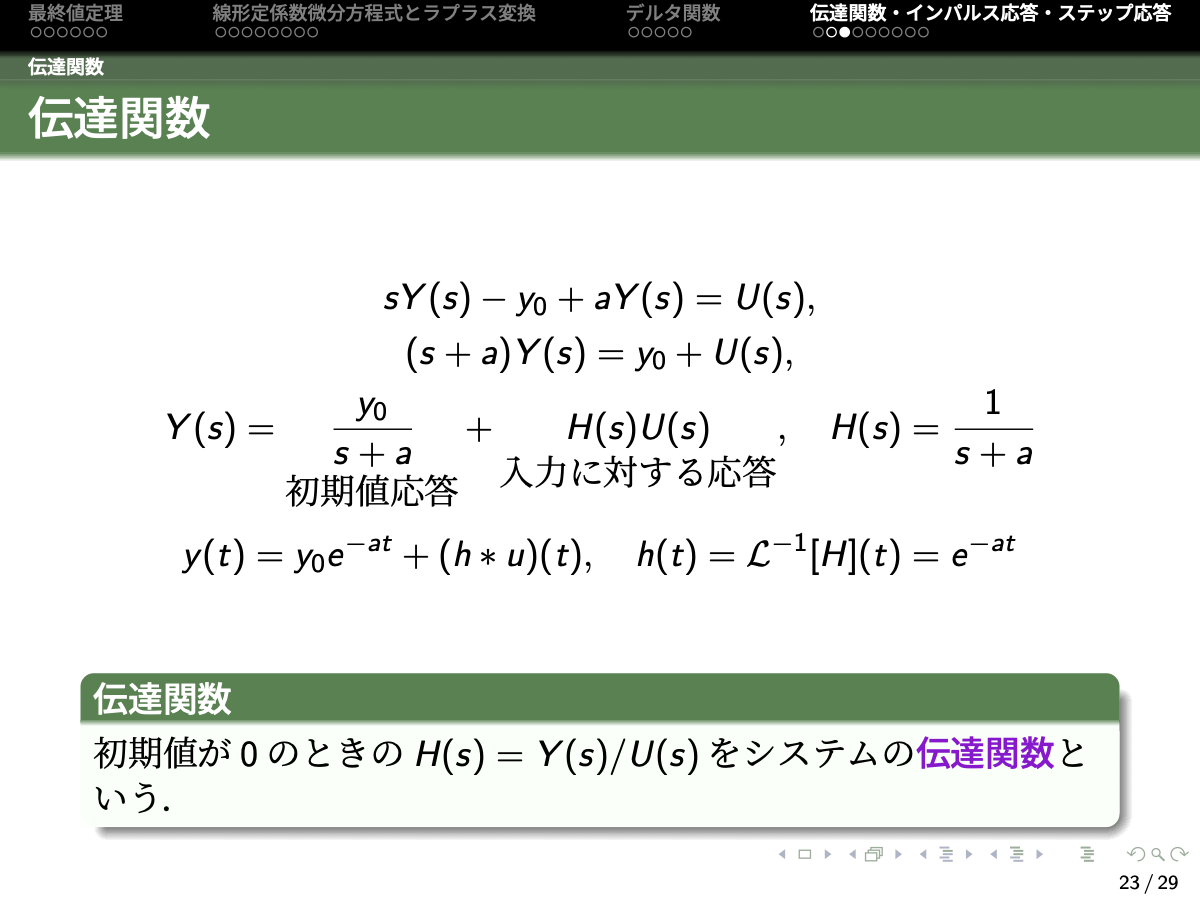 最終値定理 線形定係数微分方程式とラプラス変換 デルタ関数 伝達関数・インパルス応答・ステップ応答
伝達関数
伝達関数
sY(s) − y₀ + aY(s) = U(s),
(s + a)Y(s) = y₀ + U(s),
Y(s) = y₀/(s + a) + H(s)U(s), H(s) = 1/(s + a)
初期値応答 入力に対する応答
y(t) = y₀e^{−at} + (h ∗ u)(t), h(t) = ℒ⁻¹[H](t) = e^{−at}
伝達関数
初期値が 0 のときの H(s) = Y(s)/U(s) をシステムの伝達関数と
いう.
23 / 29